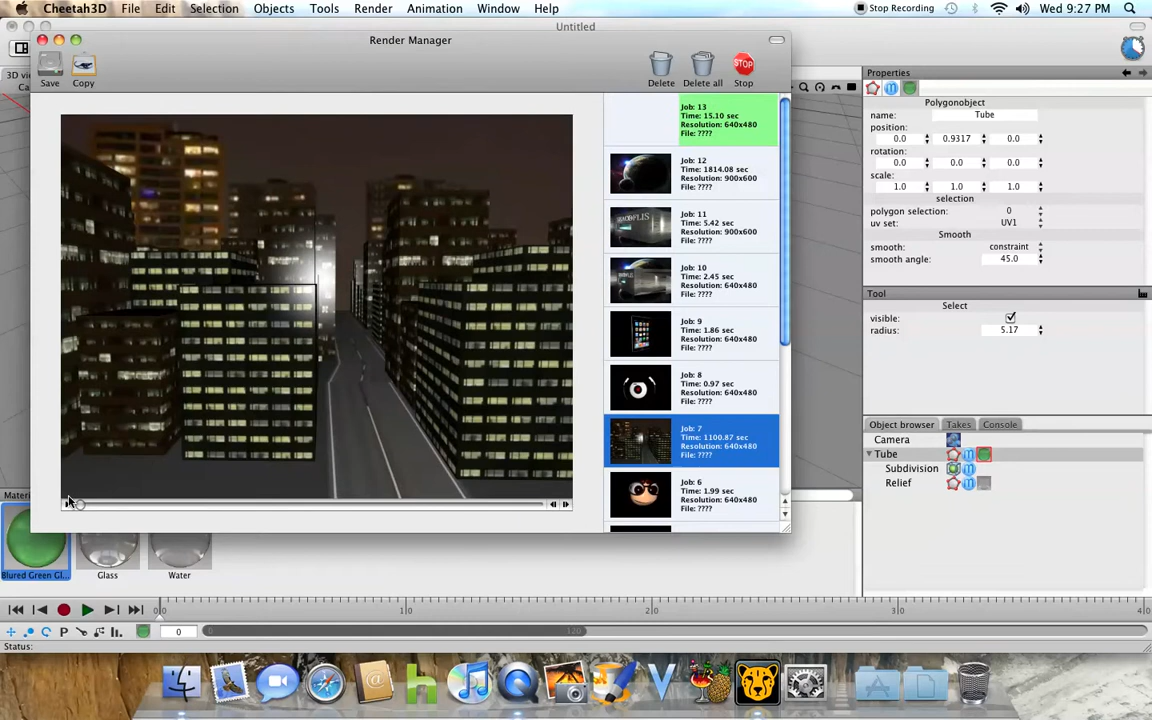 Cheetah3D File Edit Selection Objects Tools Render Animation Window Help Stop Recording Wed 9:27 PM
Untitled
Render Manager
Save Copy Delete Delete all Stop
3D view
Properties
Polygonobject
name: Tube
position:
0.0 0.9317 0.0
rotation:
0.0 0.0 0.0
scale:
1.0 1.0 1.0
selection
polygon selection: 0
uv set: UV1
Smooth
smooth: constraint
smooth angle: 45.0
Tool
Select
visible:
radius: 5.17
Object browser Takes Console
Camera
Tube
Subdivision
Relief
Job: 13
Time: 15.10 sec
Resolution: 640x480
File: ????
Job: 12
Time: 1814.08 sec
Resolution: 900x600
File: ????
Job: 11
Time: 5.42 sec
Resolution: 900x600
File: ????
Job: 10
Time: 2.45 sec
Resolution: 640x480
File: ????
Job: 9
Time: 1.86 sec
Resolution: 640x480
File: ????
Job: 8
Time: 0.97 sec
Resolution: 640x480
File: ????
Job: 7
Time: 1100.87 sec
Resolution: 640x480
File: ????
Job: 6
Time: 1.99 sec
Resolution: 640x480
File: ????
Blured Green Gl... Glass Water
0 120
Status: